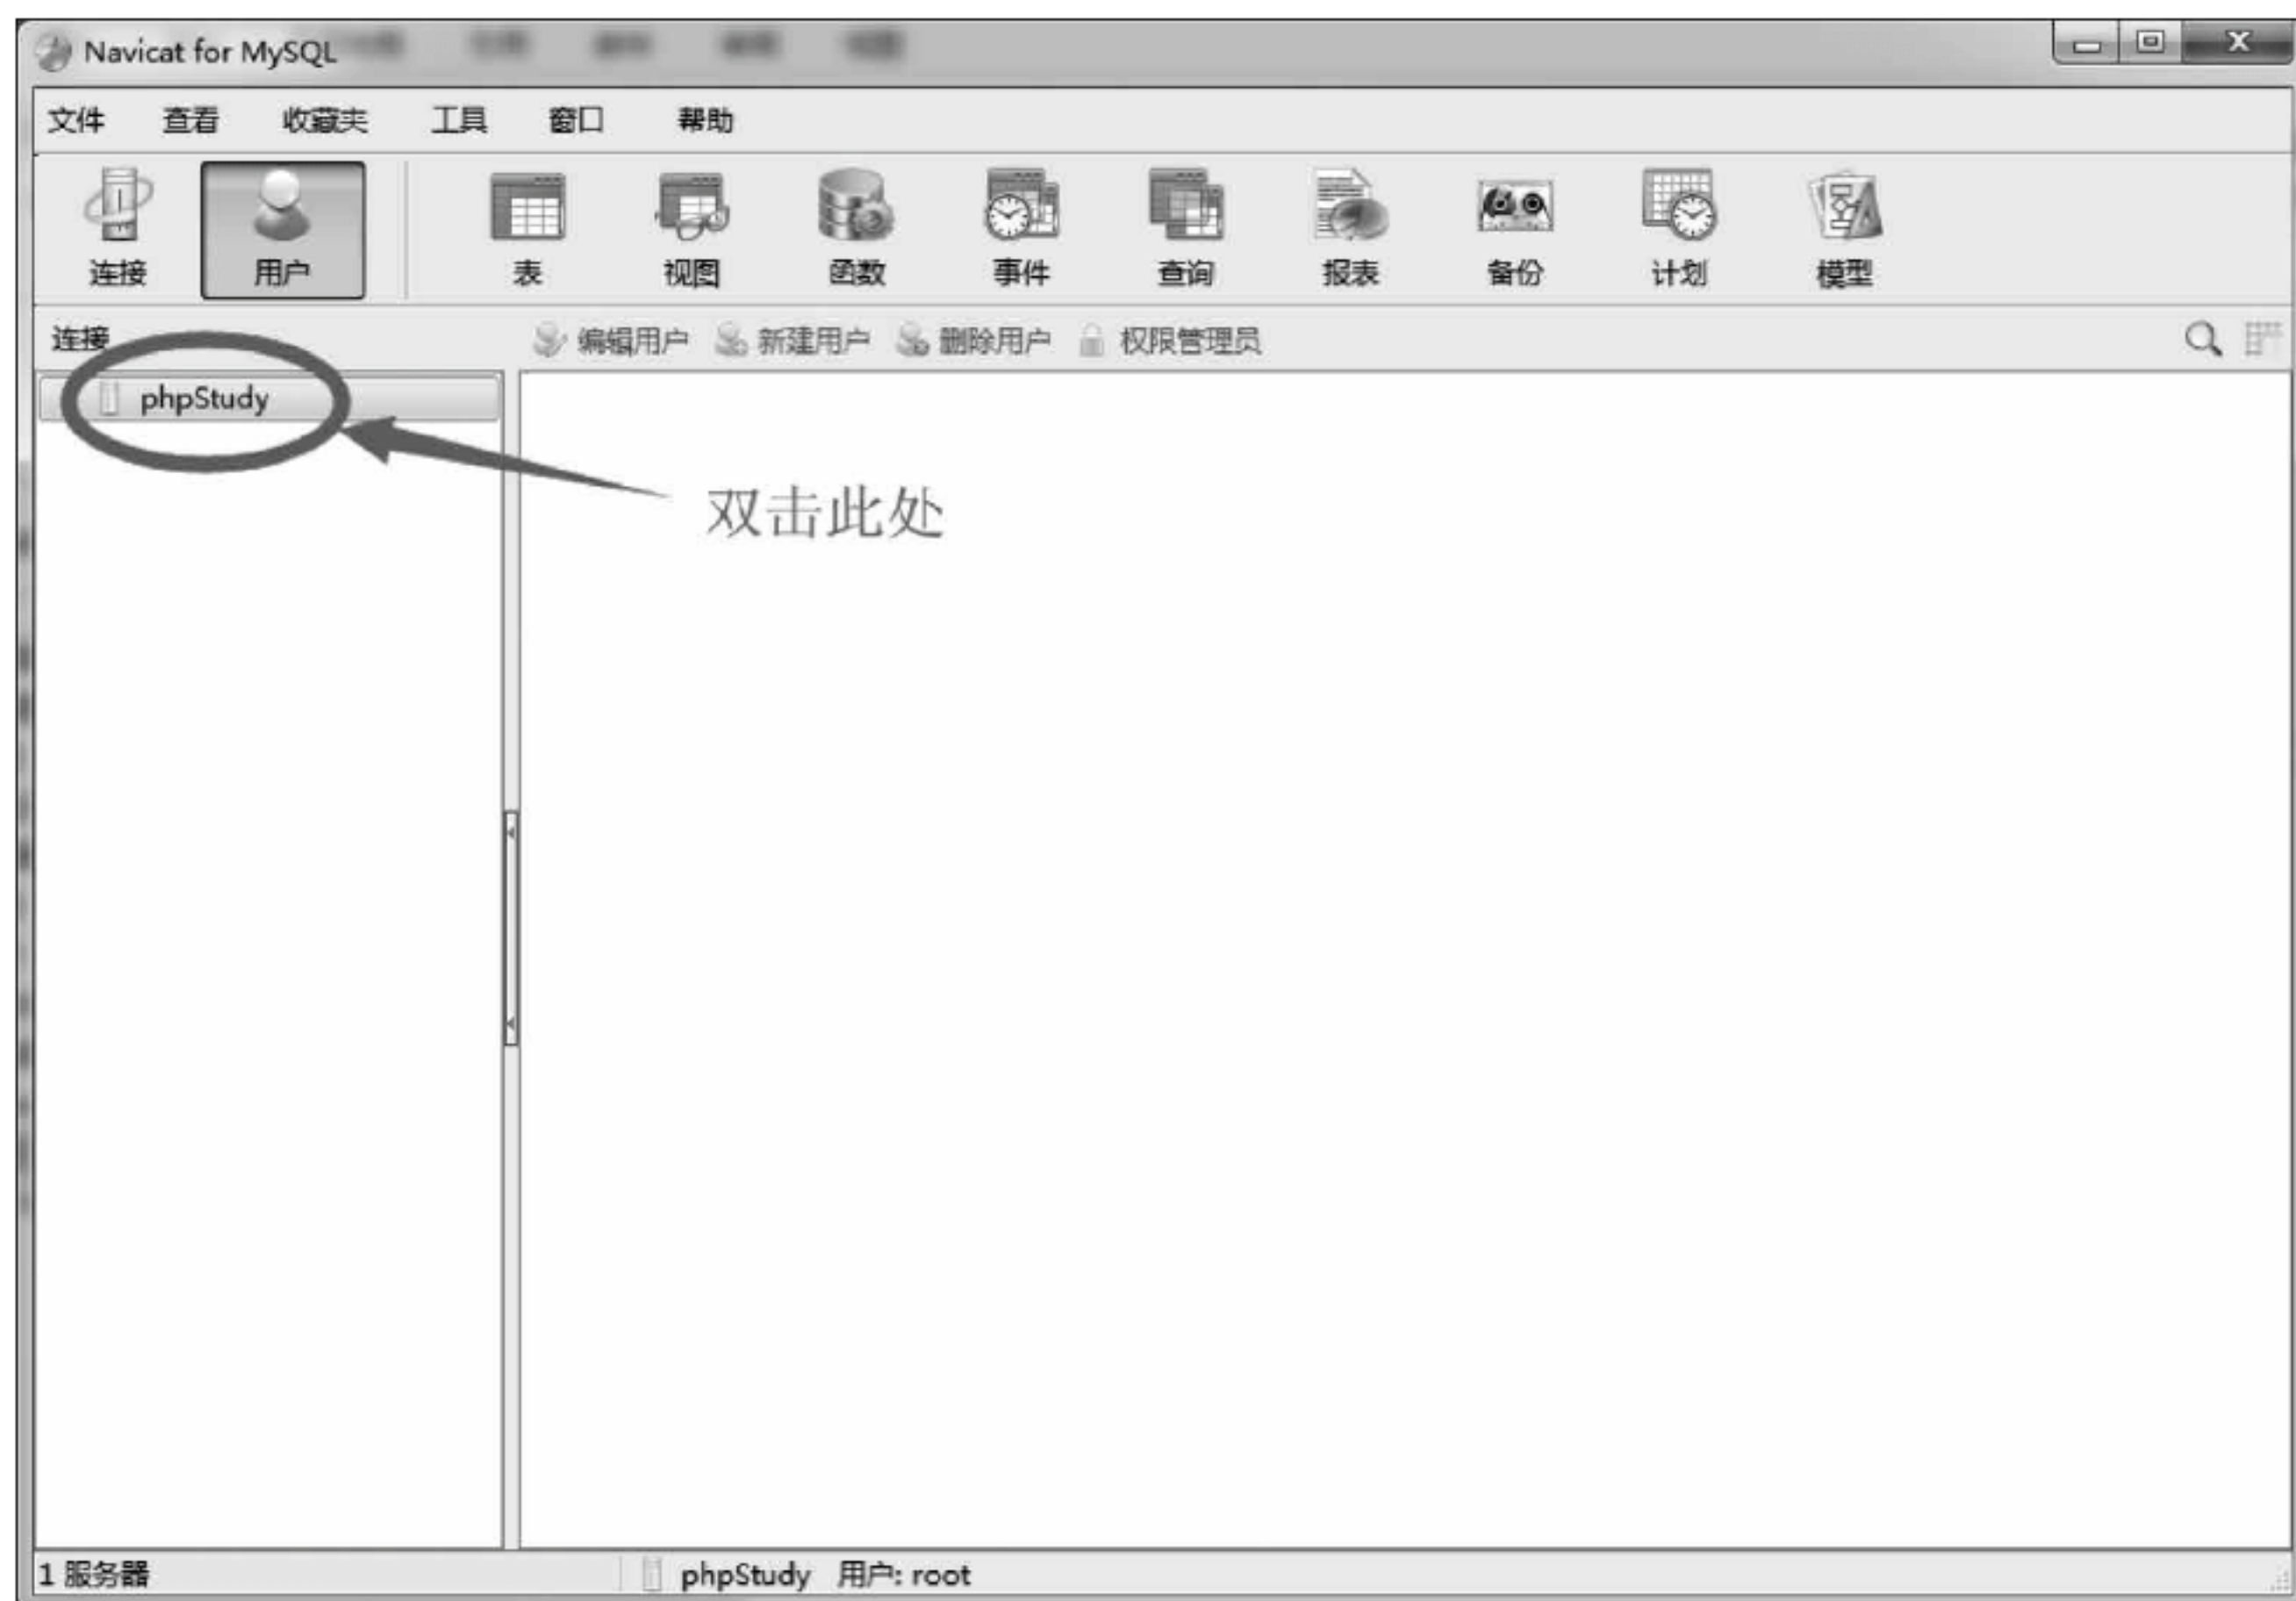 Navicat for MySQL
文件 查看 收藏夹 工具 窗口 帮助
连接 用户 表 视图 函数 事件 查询 报表 备份 计划 模型
连接 编辑用户 新建用户 删除用户 权限管理员
phpStudy
双击此处
1 服务器 phpStudy 用户: root